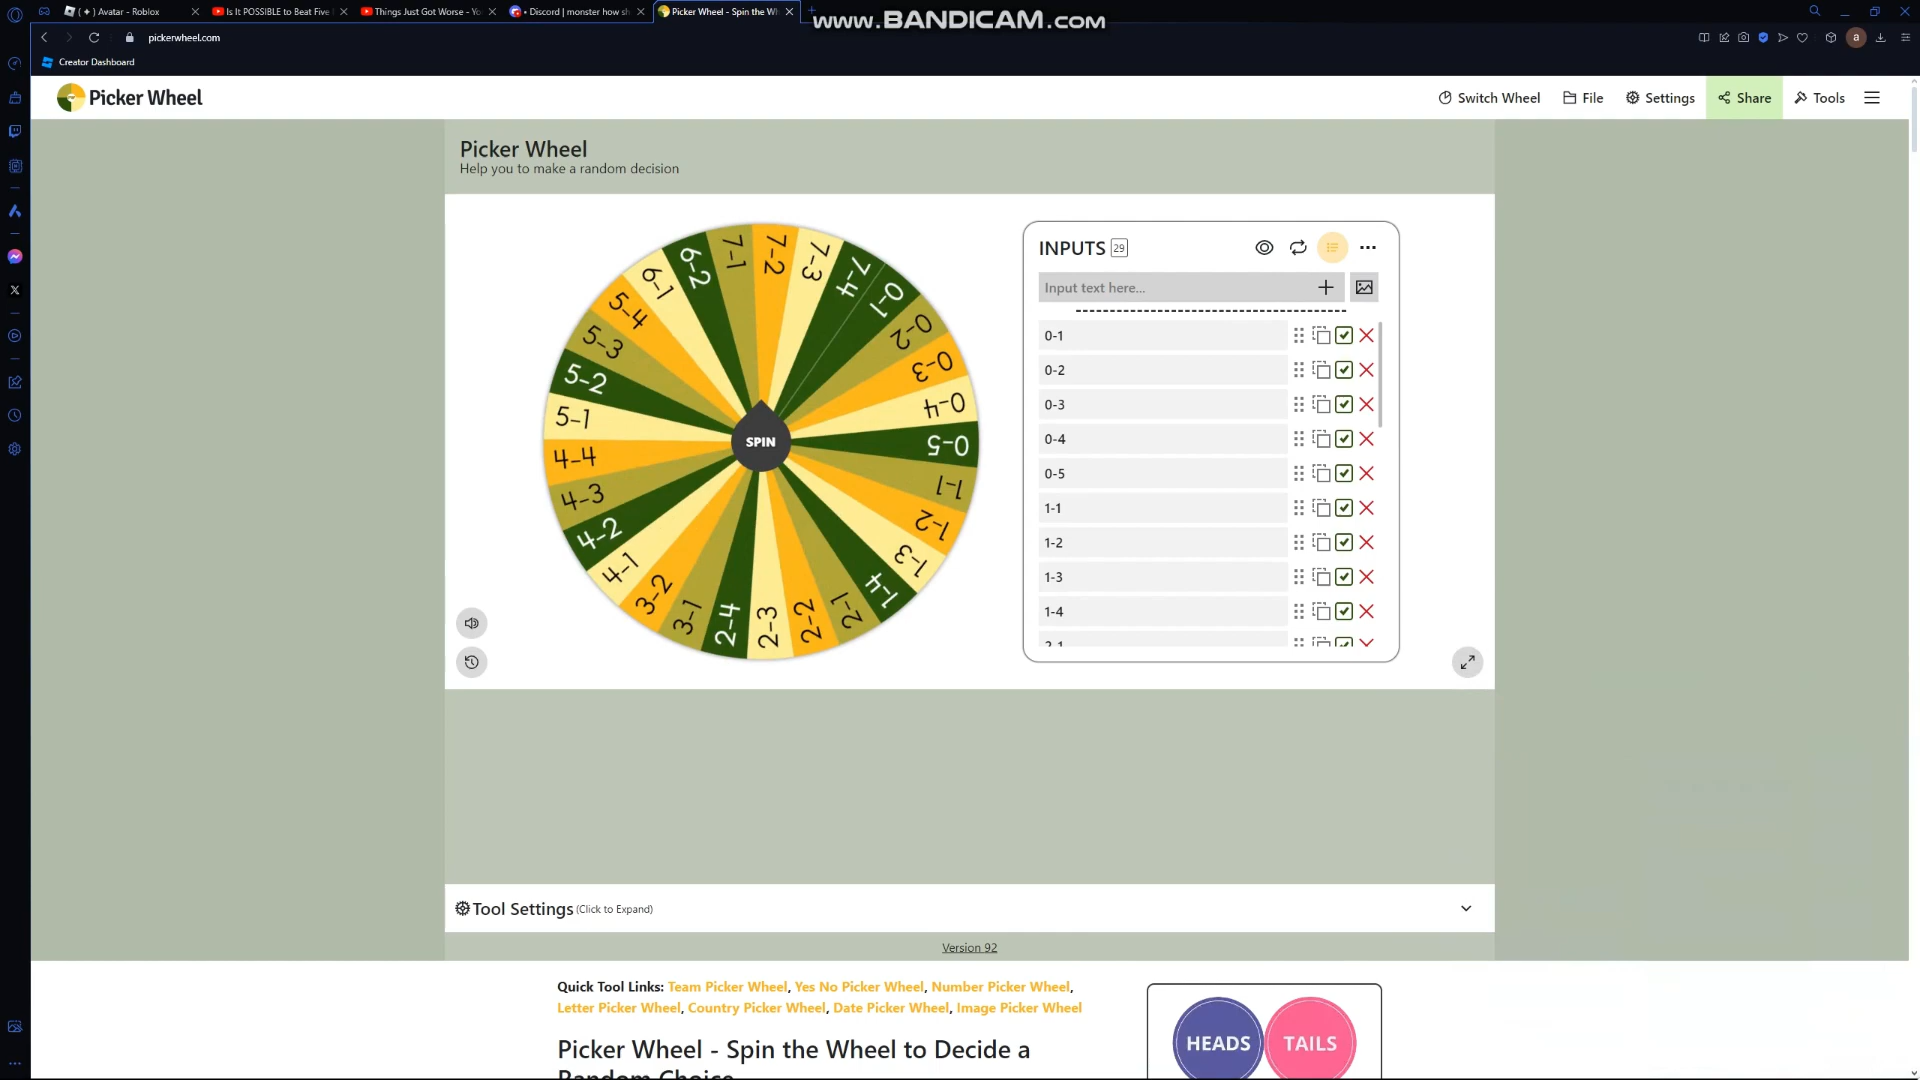 ( ✦ ) Avatar - Roblox
Is It POSSIBLE to Beat Five
Things Just Got Worse - Yo
• Discord | monster how sh
Picker Wheel - Spin the Wh
www.BANDICAM.com
pickerwheel.com
a
Creator Dashboard
Picker Wheel
Switch Wheel
File
Settings
Share
Tools
Picker Wheel
Help you to make a random decision
7-4
0-1
0-2
0-3
0-4
0-5
1-1
1-2
1-3
1-4
2-1
2-2
2-3
2-4
3-1
3-2
4-1
4-2
4-3
4-4
5-1
5-2
5-3
5-4
6-1
6-2
7-1
7-2
7-3
SPIN
INPUTS 29
Input text here...
0-1
0-2
0-3
0-4
0-5
1-1
1-2
1-3
1-4
2-1
Tool Settings (Click to Expand)
Version 92
Quick Tool Links: Team Picker Wheel, Yes No Picker Wheel, Number Picker Wheel,
Letter Picker Wheel, Country Picker Wheel, Date Picker Wheel, Image Picker Wheel
HEADS
TAILS
Picker Wheel - Spin the Wheel to Decide a
Random Choice